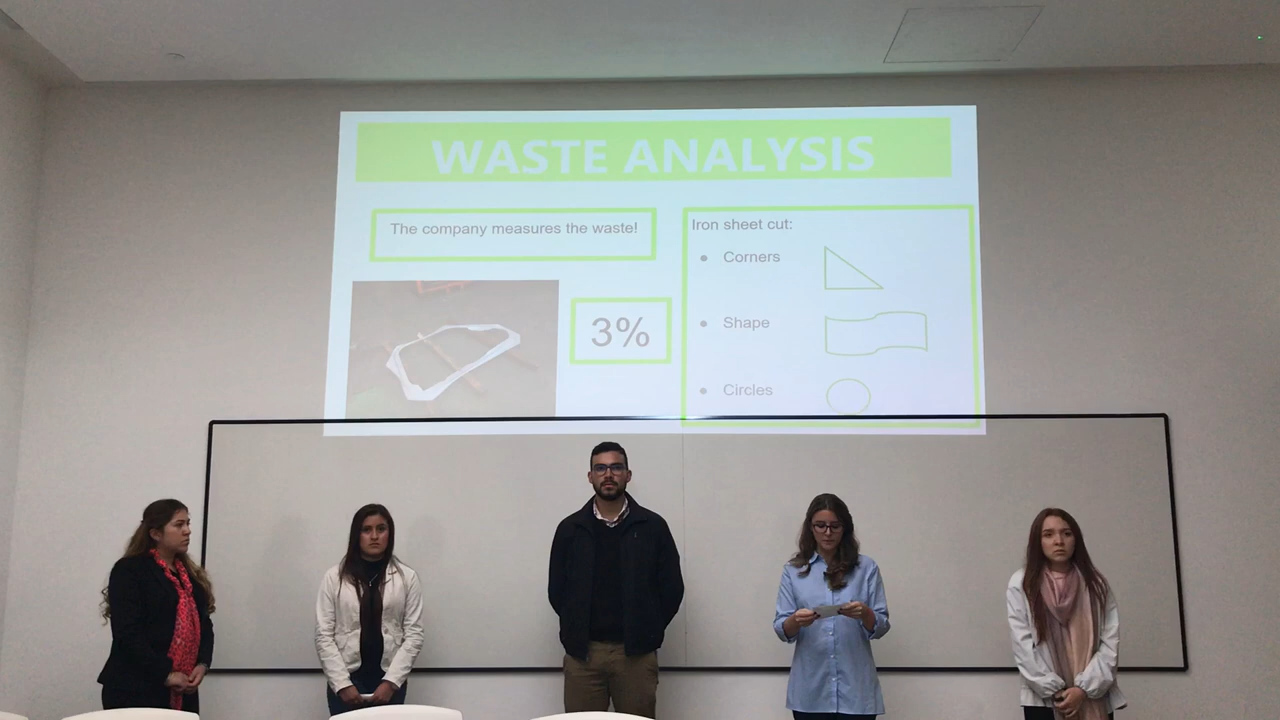 WASTE ANALYSIS
The company measures the waste!
3%
Iron sheet cut:
● Corners
● Shape
● Circles